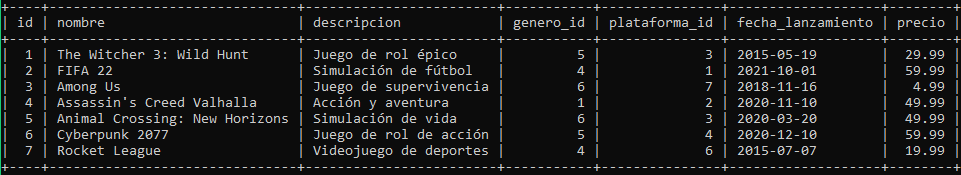 id | nombre | descripcion | genero_id | plataforma_id | fecha_lanzamiento | precio
1 | The Witcher 3: Wild Hunt | Juego de rol épico | 5 | 3 | 2015-05-19 | 29.99
2 | FIFA 22 | Simulación de fútbol | 4 | 1 | 2021-10-01 | 59.99
3 | Among Us | Juego de supervivencia | 6 | 7 | 2018-11-16 | 4.99
4 | Assassin's Creed Valhalla | Acción y aventura | 1 | 2 | 2020-11-10 | 49.99
5 | Animal Crossing: New Horizons | Simulación de vida | 6 | 3 | 2020-03-20 | 49.99
6 | Cyberpunk 2077 | Juego de rol de acción | 5 | 4 | 2020-12-10 | 59.99
7 | Rocket League | Videojuego de deportes | 4 | 6 | 2015-07-07 | 19.99